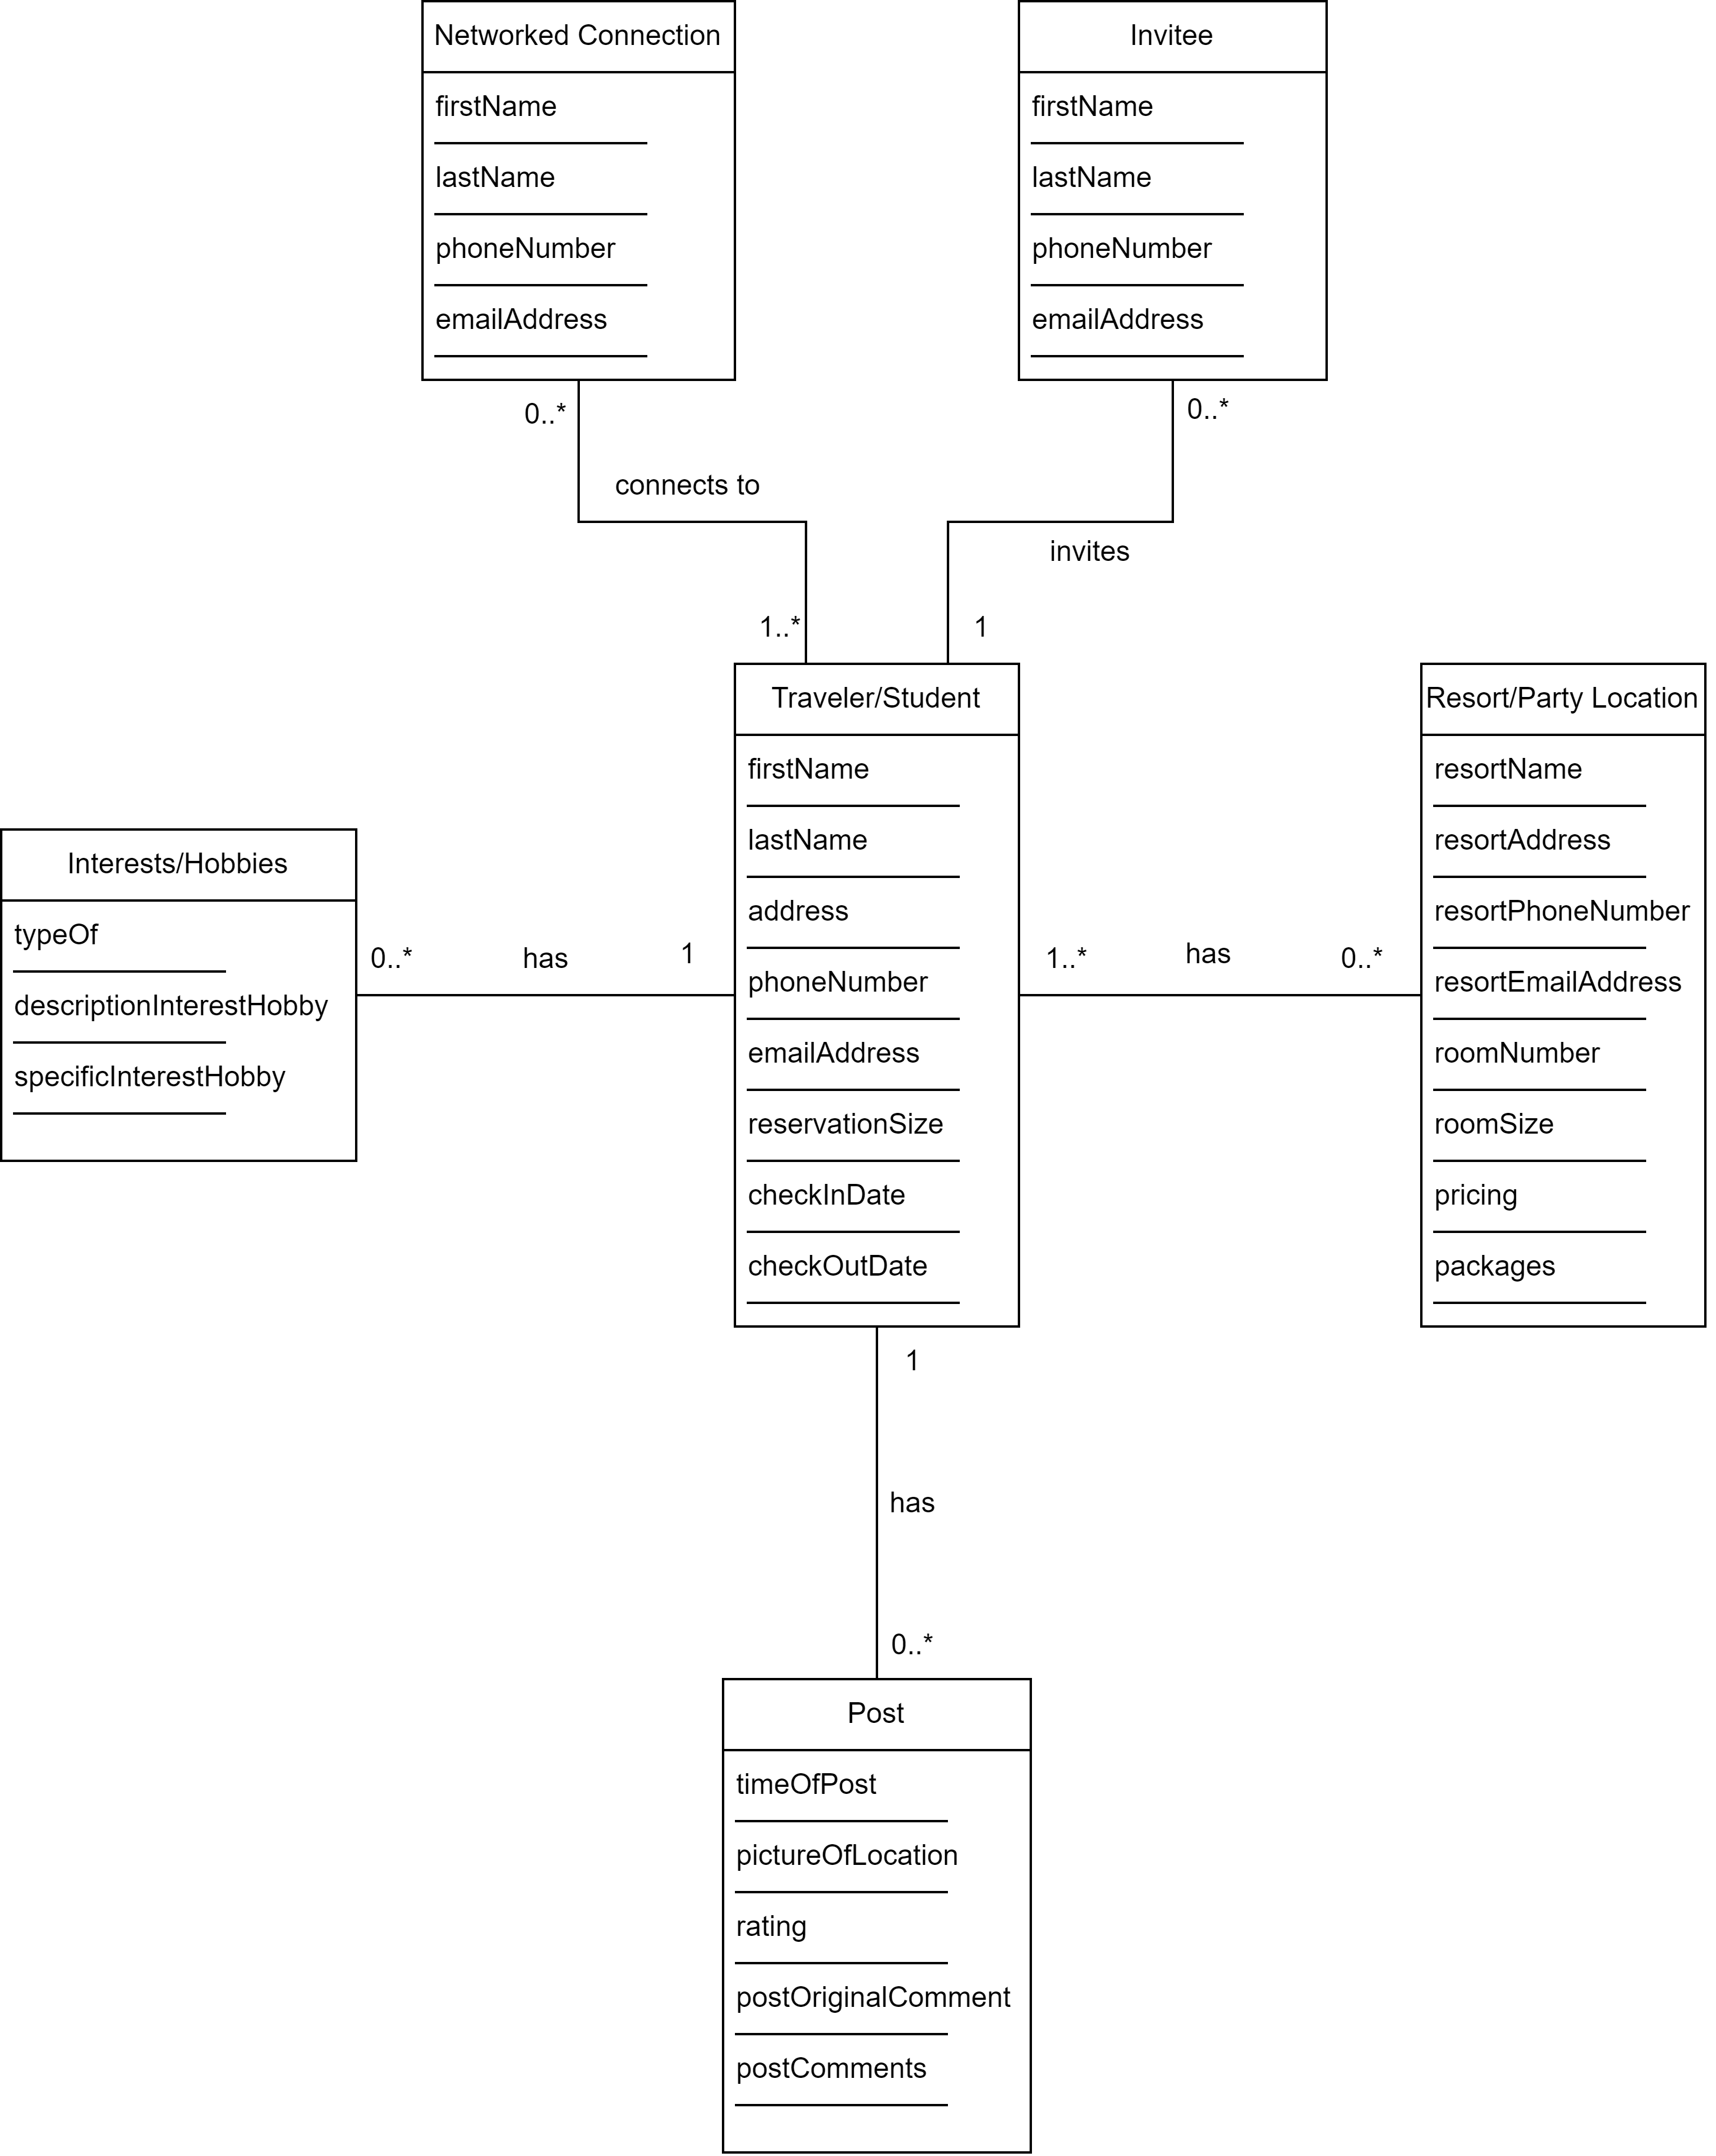 Networked Connection
firstName
lastName
phoneNumber
emailAddress
Invitee
firstName
lastName
phoneNumber
emailAddress
0..*
connects to
1..*
0..*
invites
1
Traveler/Student
firstName
lastName
address
phoneNumber
emailAddress
reservationSize
checkInDate
checkOutDate
Resort/Party Location
resortName
resortAddress
resortPhoneNumber
resortEmailAddress
roomNumber
roomSize
pricing
packages
Interests/Hobbies
typeOf
descriptionInterestHobby
specificInterestHobby
0..*
has
1
1..*
has
0..*
1
has
0..*
Post
timeOfPost
pictureOfLocation
rating
postOriginalComment
postComments